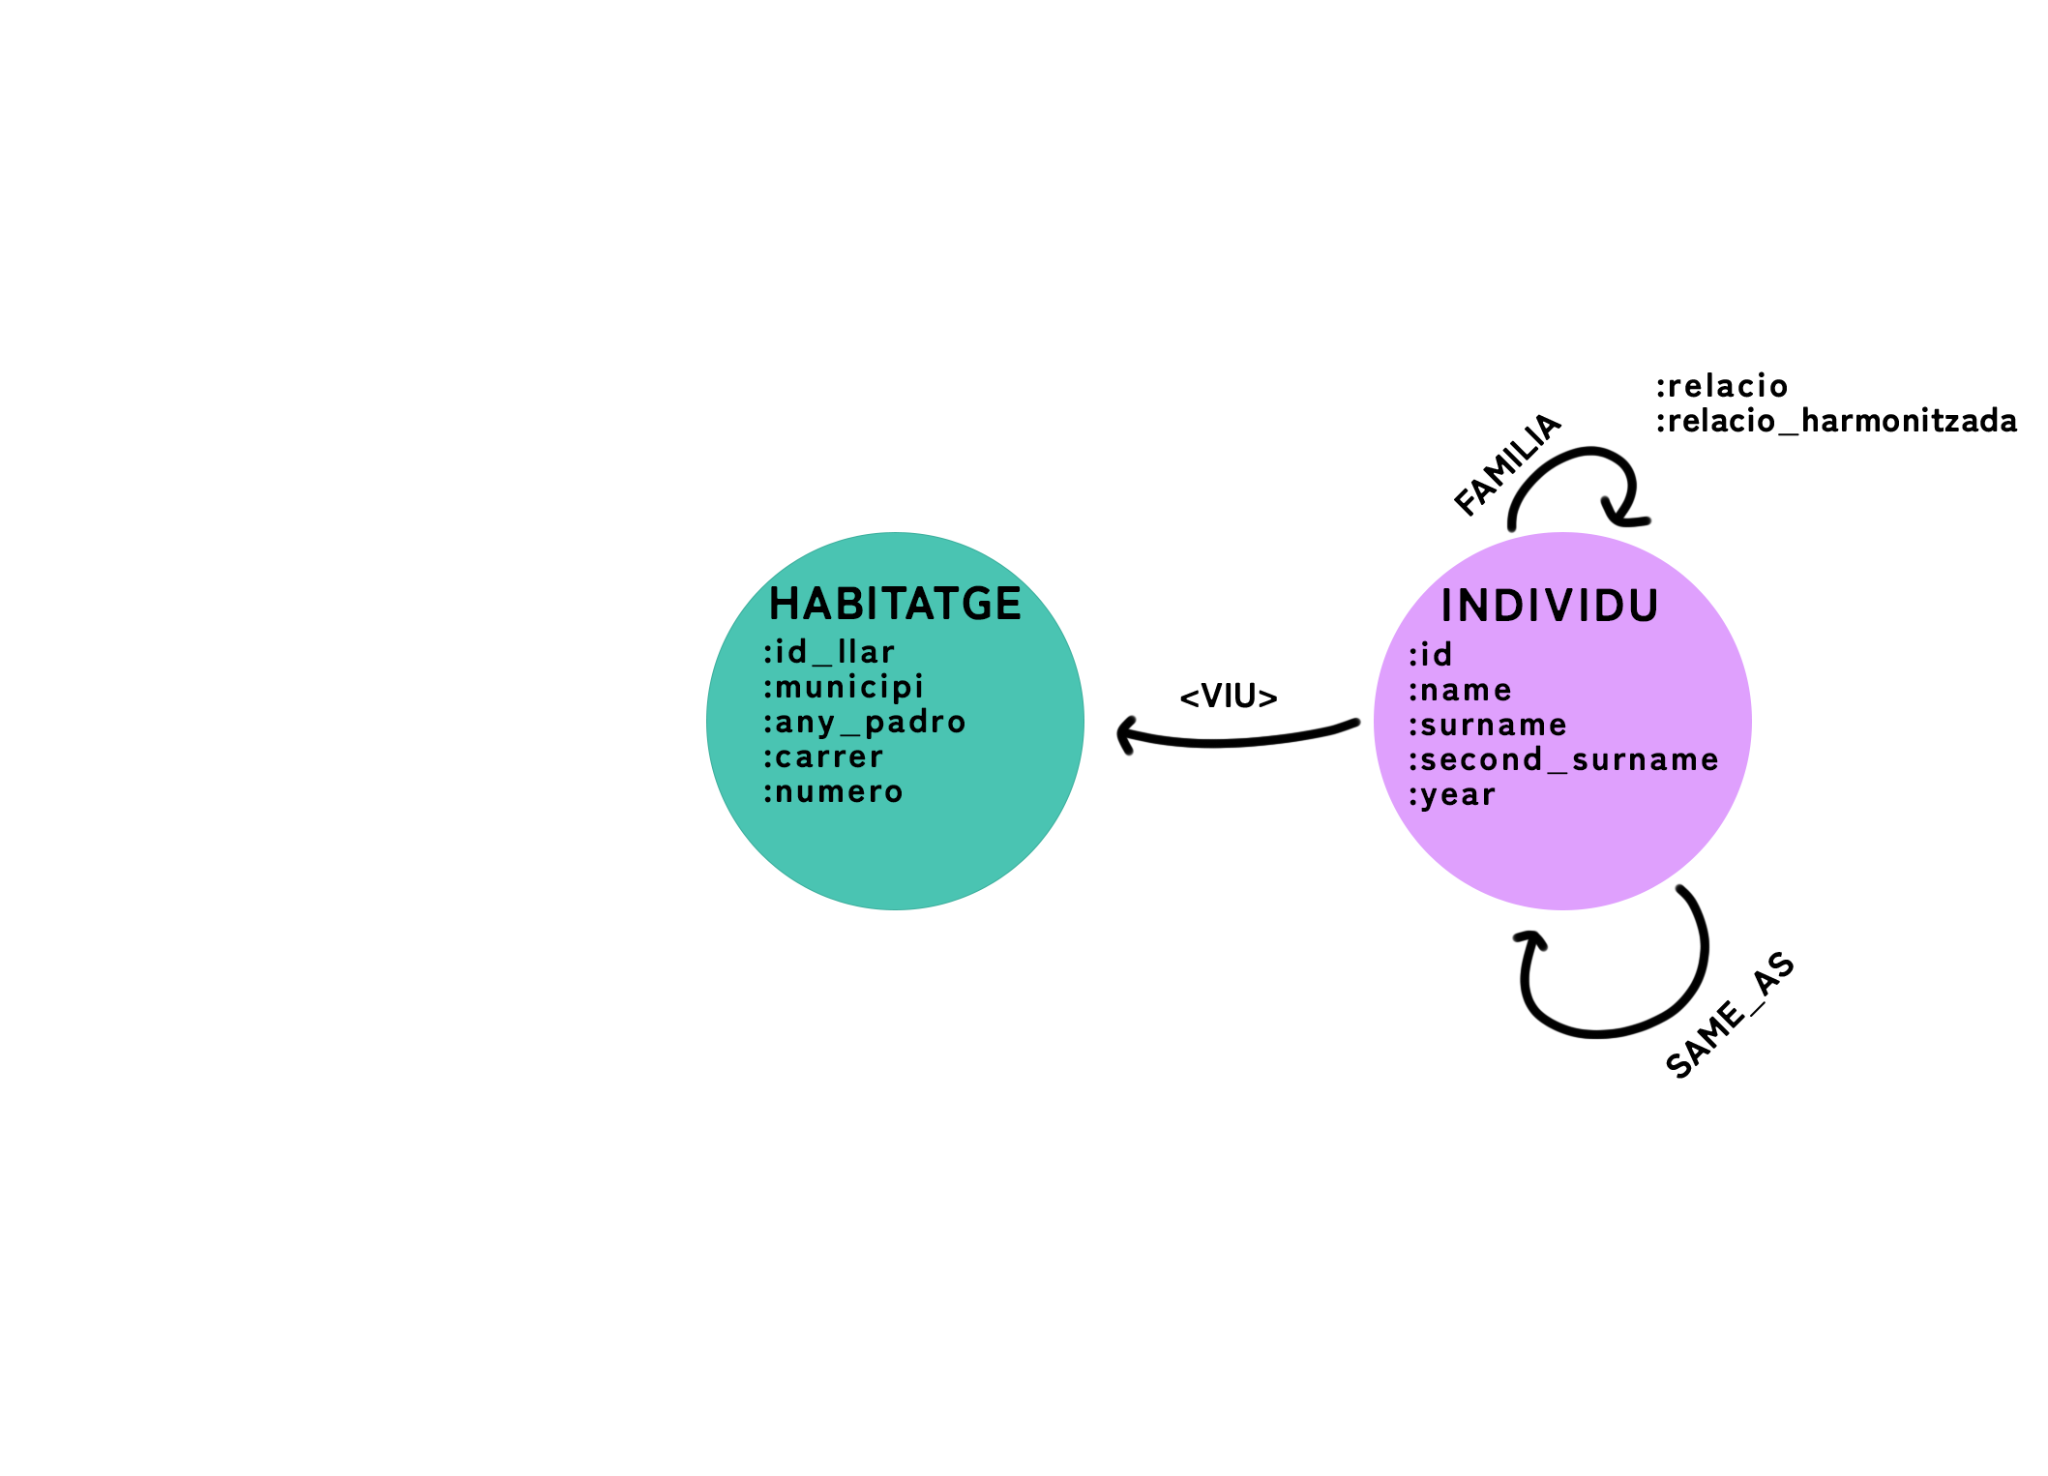 :relacio
:relacio_harmonitzada
FAMILIA
HABITATGE
:id_llar
:municipi
:any_padro
:carrer
:numero
<VIU>
INDIVIDU
:id
:name
:surname
:second_surname
:year
SAME_AS